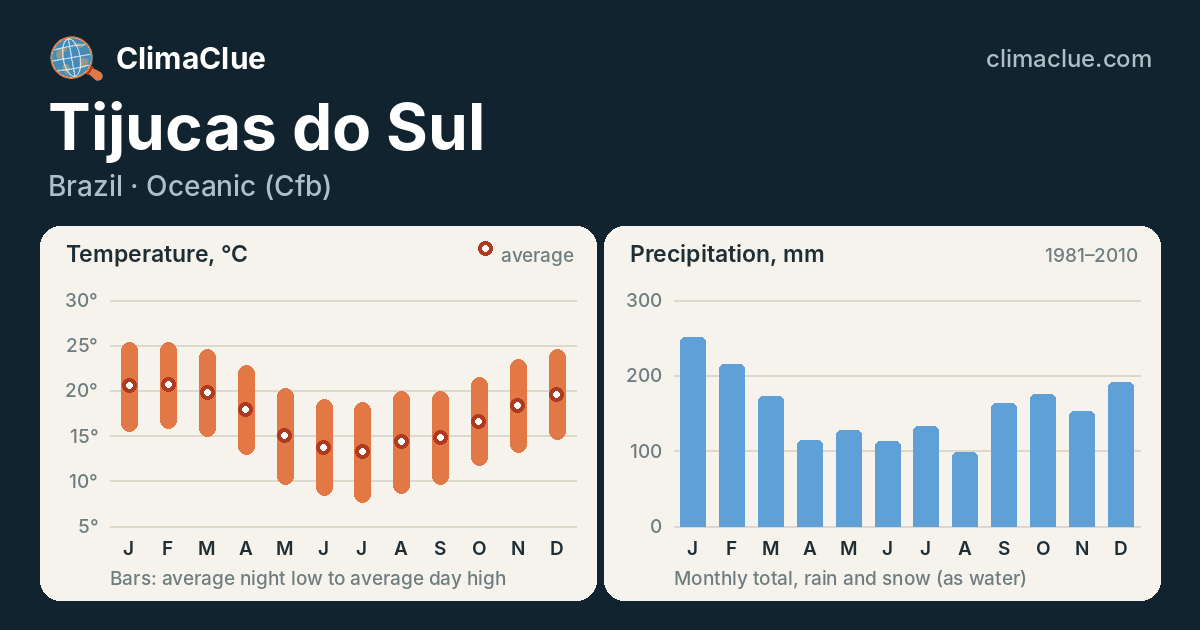 ClimaClue
climaclue.com
Tijucas do Sul
Brazil · Oceanic (Cfb)
Temperature, °C
average
30°
25°
20°
15°
10°
5°
J F M A M J J A S O N D
Bars: average night low to average day high
Precipitation, mm
1981–2010
300
200
100
0
J F M A M J J A S O N D
Monthly total, rain and snow (as water)